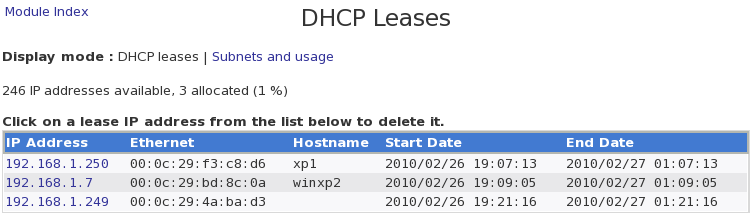 Module Index
DHCP Leases
Display mode : DHCP leases | Subnets and usage
246 IP addresses available, 3 allocated (1 %)
Click on a lease IP address from the list below to delete it.
IP Address Ethernet Hostname Start Date End Date
192.168.1.250 00:0c:29:f3:c8:d6 xp1 2010/02/26 19:07:13 2010/02/27 01:07:13
192.168.1.7 00:0c:29:bd:8c:0a winxp2 2010/02/26 19:09:05 2010/02/27 01:09:05
192.168.1.249 00:0c:29:4a:ba:d3 2010/02/26 19:21:16 2010/02/27 01:21:16